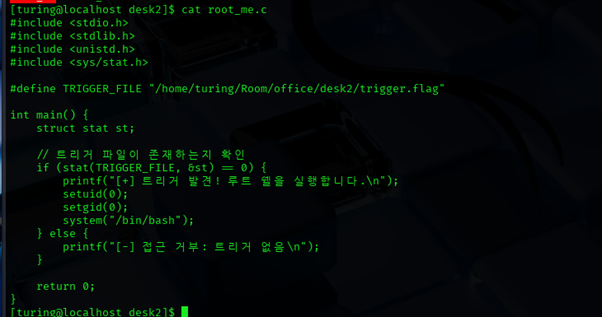 [turing@localhost desk2]$ cat root_me.c
#include <stdio.h>
#include <stdlib.h>
#include <unistd.h>
#include <sys/stat.h>
#define TRIGGER_FILE "/home/turing/Room/office/desk2/trigger.flag"
int main() {
struct stat st;
// 트리거 파일이 존재하는지 확인
if (stat(TRIGGER_FILE, &st) == 0) {
printf("[+] 트리거 발견! 루트 쉘을 실행합니다.\n");
setuid(0);
setgid(0);
system("/bin/bash");
} else {
printf("[-] 접근 거부: 트리거 없음\n");
}
return 0;
}
[turing@localhost desk2]$